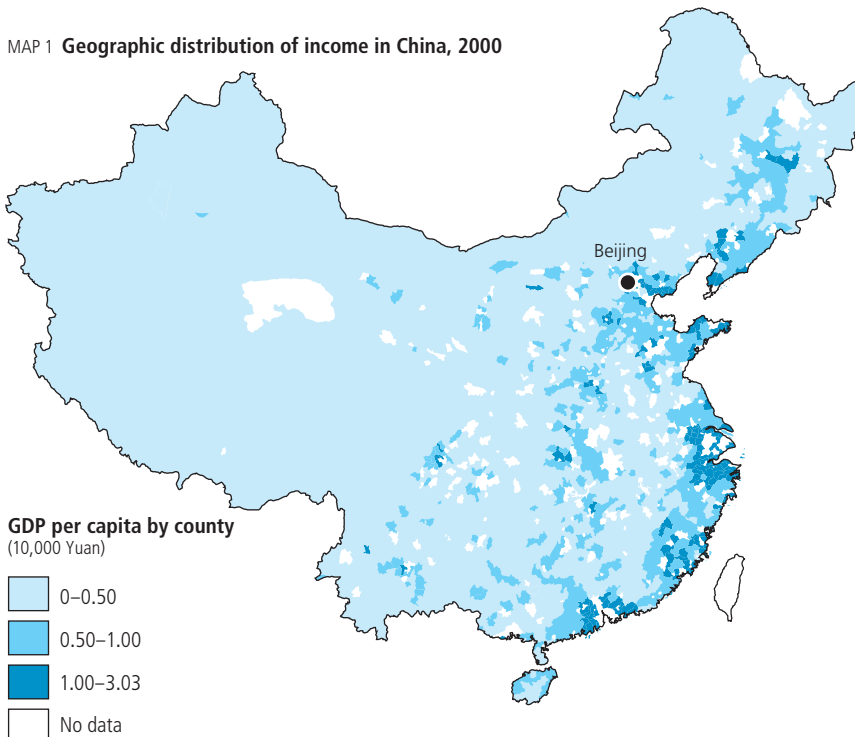 MAP 1 Geographic distribution of income in China, 2000
Beijing
GDP per capita by county
(10,000 Yuan)
0–0.50
0.50–1.00
1.00–3.03
No data